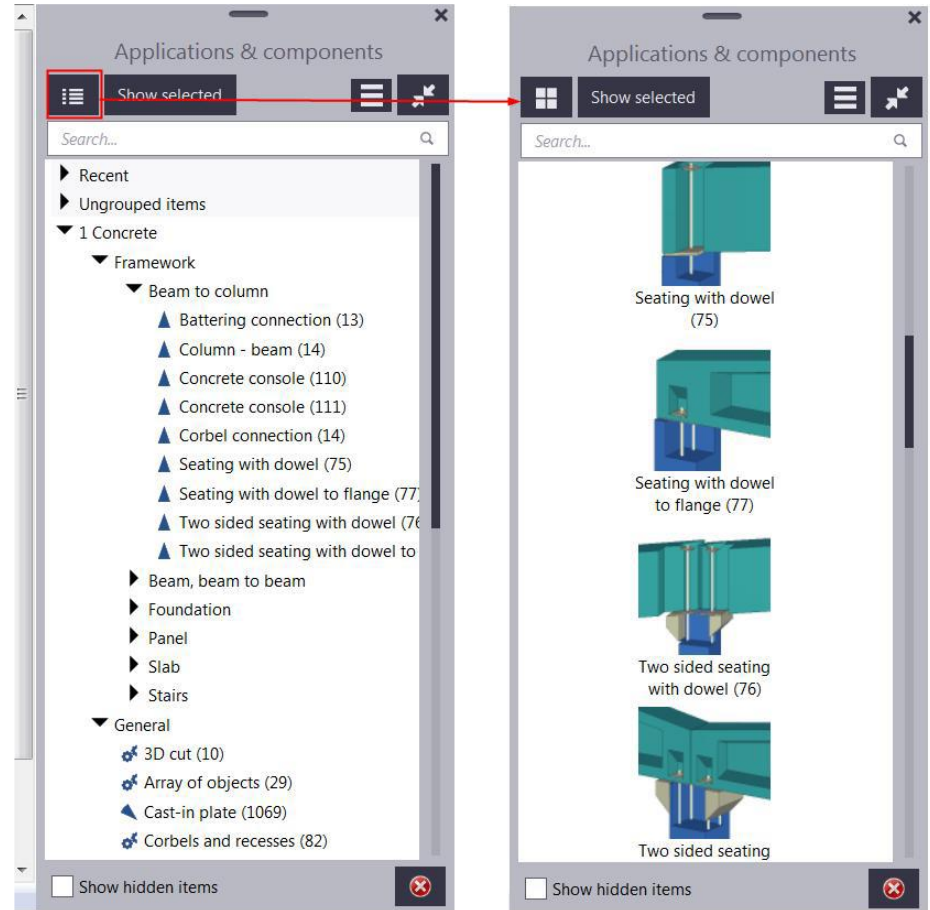 Applications & components
Show selected
Search...
Recent
Ungrouped items
1 Concrete
Framework
Beam to column
Battering connection (13)
Column - beam (14)
Concrete console (110)
Concrete console (111)
Corbel connection (14)
Seating with dowel (75)
Seating with dowel to flange (77)
Two sided seating with dowel (76
Two sided seating with dowel to
Beam, beam to beam
Foundation
Panel
Slab
Stairs
General
3D cut (10)
Array of objects (29)
Cast-in plate (1069)
Corbels and recesses (82)
Show hidden items
Applications & components
Show selected
Search...
Seating with dowel
(75)
Seating with dowel
to flange (77)
Two sided seating
with dowel (76)
Two sided seating
Show hidden items